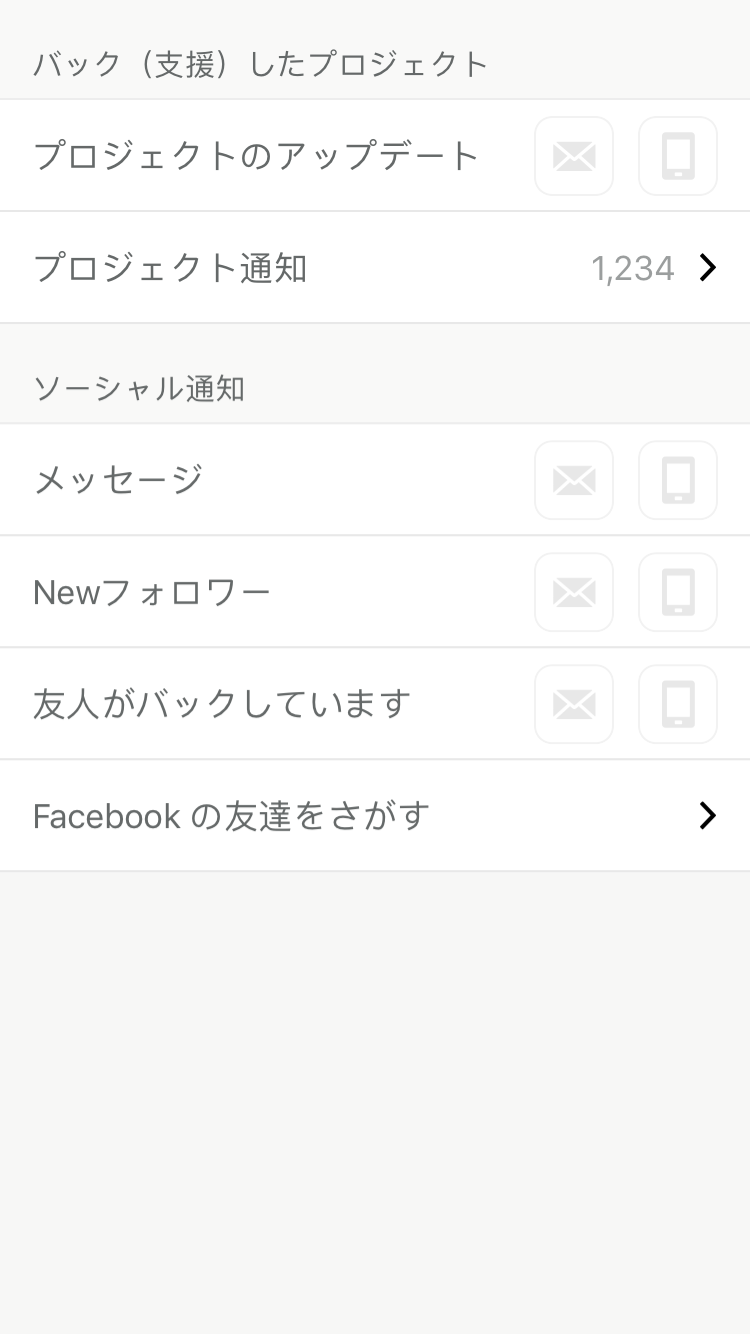 バック（支援）したプロジェクト
プロジェクトのアップデート
プロジェクト通知 1,234
ソーシャル通知
メッセージ
Newフォロワー
友人がバックしています
Facebook の友達をさがす